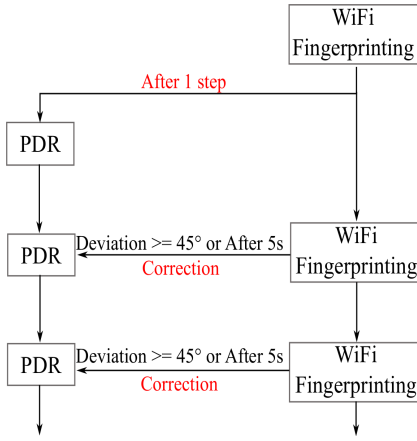 WiFi
Fingerprinting
After 1 step
PDR
WiFi
Fingerprinting
Deviation >= 45° or After 5s
PDR
Correction
WiFi
Fingerprinting
Deviation >= 45° or After 5s
PDR
Correction